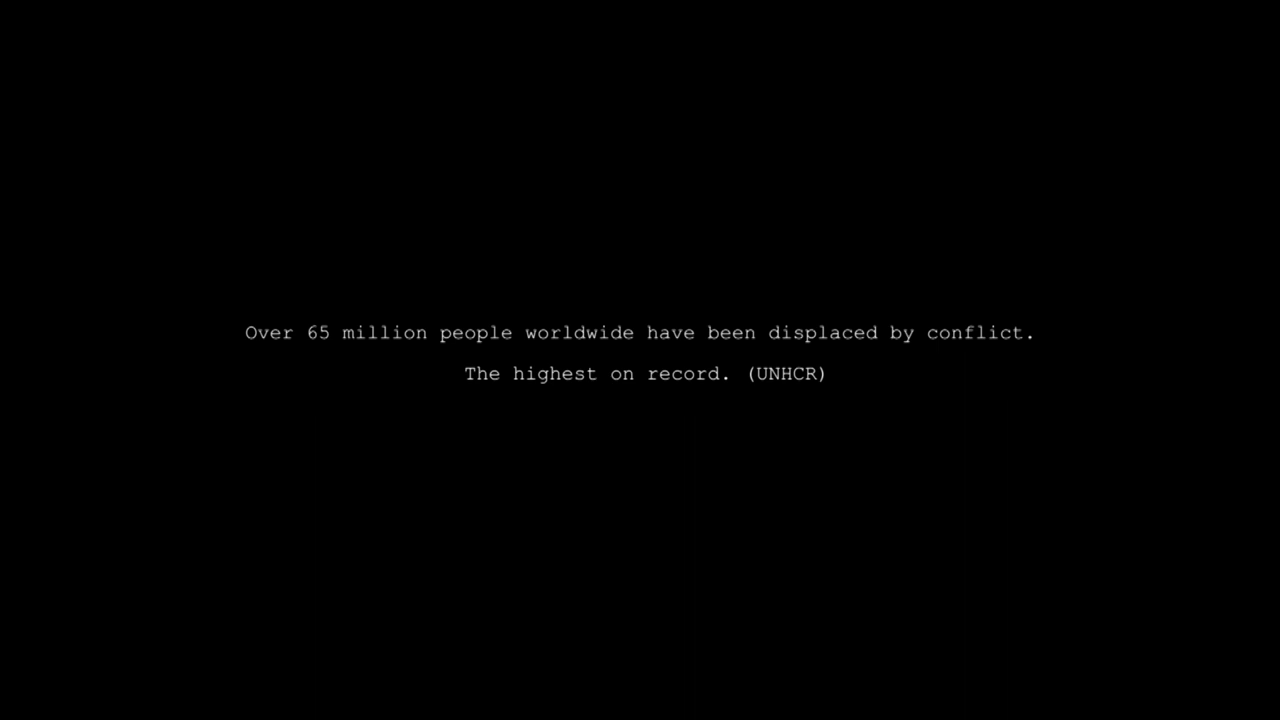 Over 65 million people worldwide have been displaced by conflict.
The highest on record. (UNHCR)